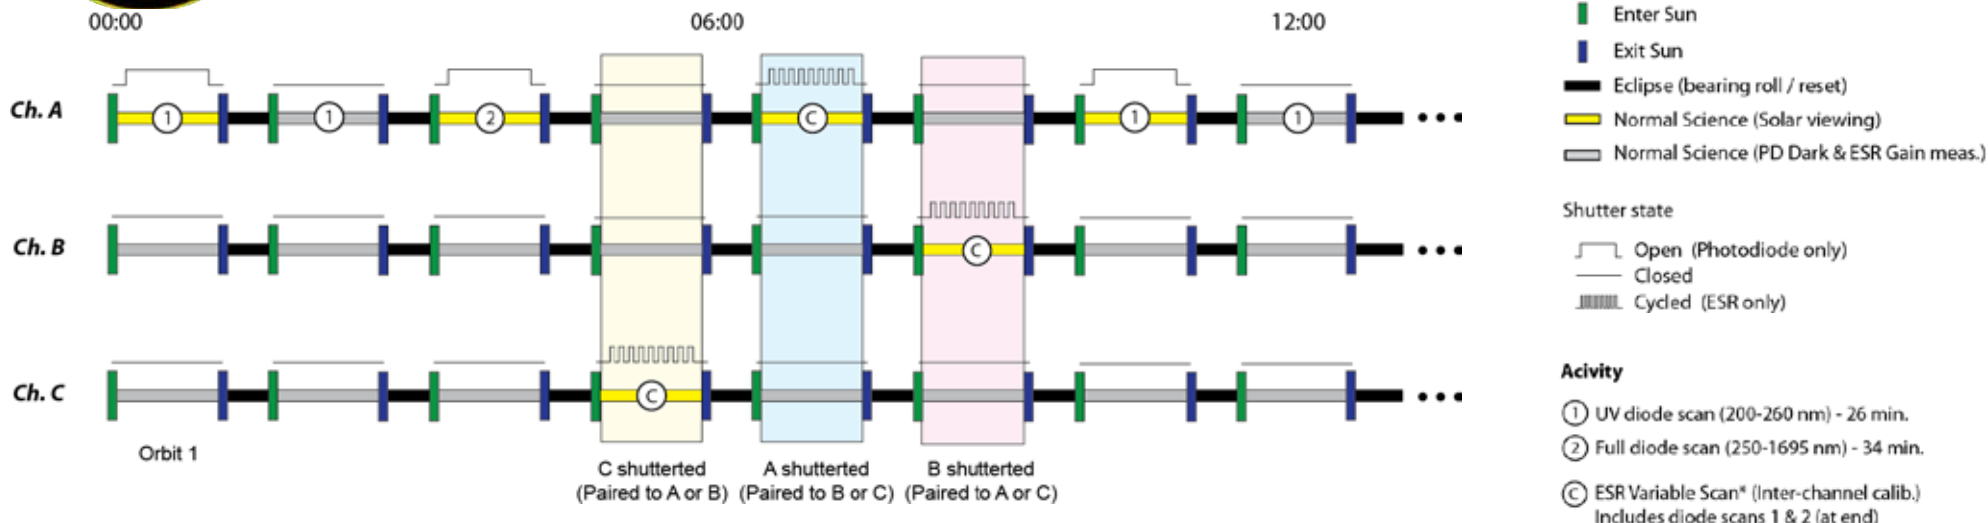 00:00 06:00 12:00
Ch. A
1 1 2 C 1 1
Ch. B
C
Ch. C
C
Orbit 1
C shutterted
(Paired to A or B)
A shutterted
(Paired to B or C)
B shutterted
(Paired to A or C)
Enter Sun
Exit Sun
Eclipse (bearing roll / reset)
Normal Science (Solar viewing)
Normal Science (PD Dark & ESR Gain meas.)
Shutter state
Open (Photodiode only)
Closed
Cycled (ESR only)
Acivity
1 UV diode scan (200-260 nm) - 26 min.
2 Full diode scan (250-1695 nm) - 34 min.
C ESR Variable Scan* (Inter-channel calib.)
Includes diode scans 1 & 2 (at end)